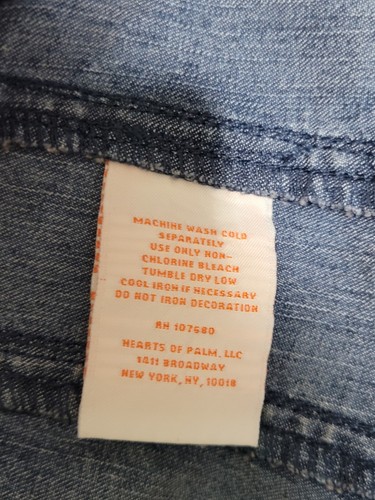 MACHINE WASH COLD
SEPARATELY
USE ONLY NON-
CHLORINE BLEACH
TUMBLE DRY LOW
COOL IRON IF NECESSARY
DO NOT IRON DECORATION
RN 107580
HEARTS OF PALM, LLC
1411 BROADWAY
NEW YORK, NY, 10018